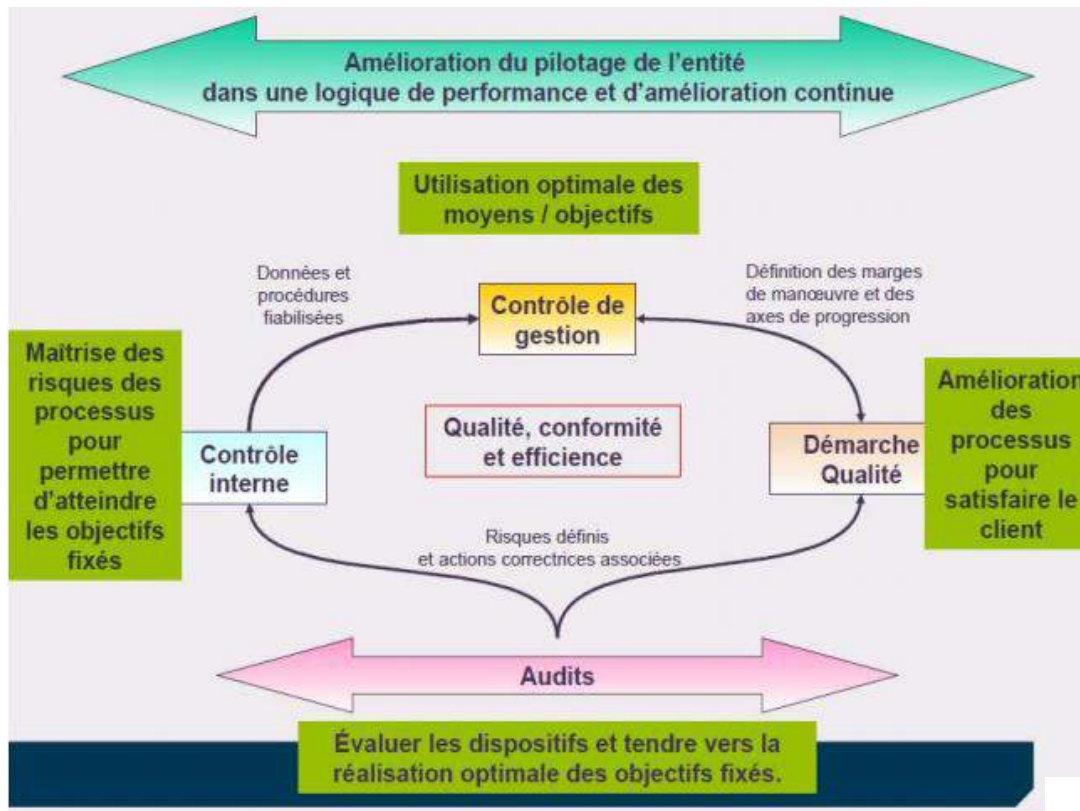 Amélioration du pilotage de l'entité
dans une logique de performance et d'amélioration continue
Utilisation optimale des
moyens / objectifs
Données et
procédures
fiabilisées
Contrôle de
gestion
Définition des marges
de manœuvre et des
axes de progression
Maîtrise des
risques des
processus
pour
permettre
d'atteindre
les objectifs
fixés
Contrôle
interne
Qualité, conformité
et efficience
Démarche
Qualité
Amélioration
des
processus
pour
satisfaire le
client
Risques définis
et actions correctrices associées
Audits
Évaluer les dispositifs et tendre vers la
réalisation optimale des objectifs fixés.